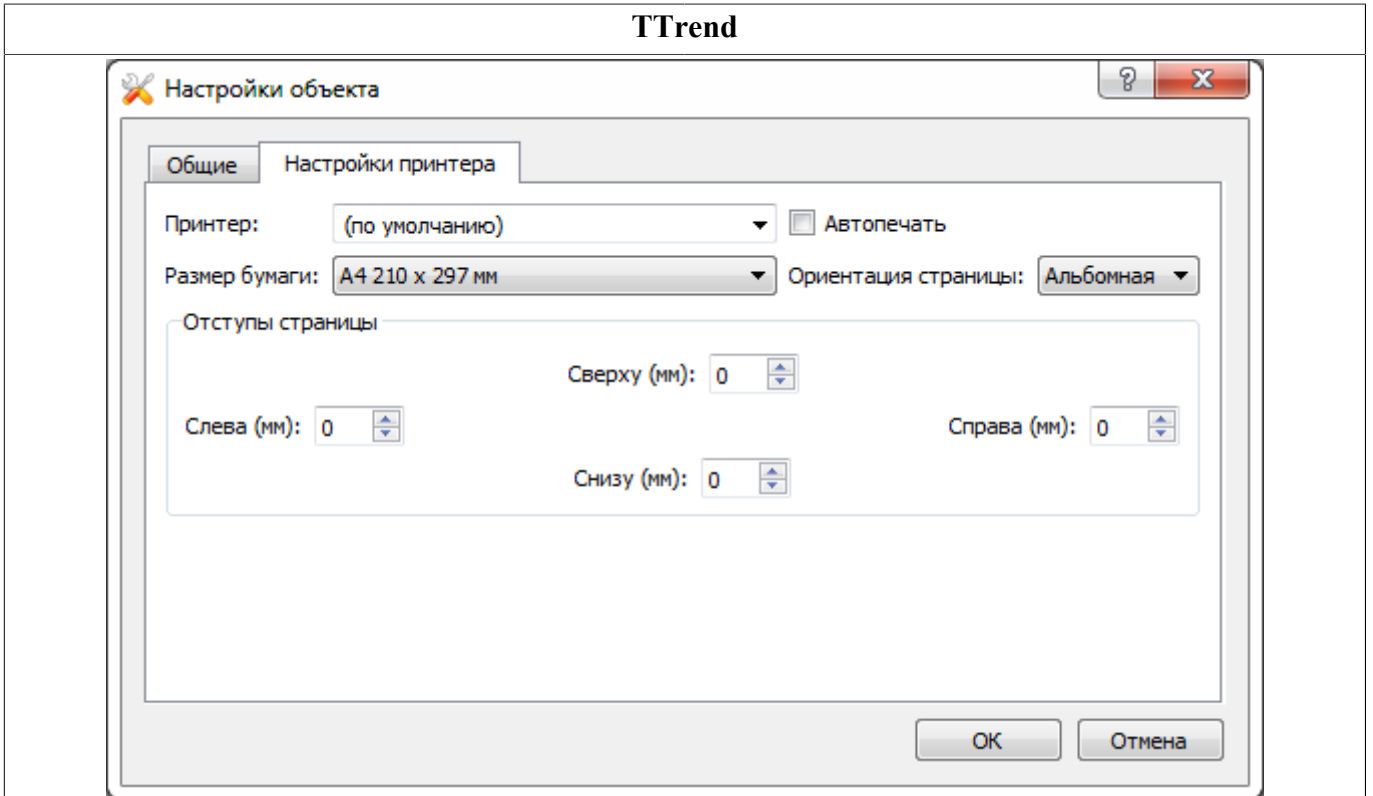 TTrend
Настройки объекта
Общие Настройки принтера
Принтер: (по умолчанию) Автопечать
Размер бумаги: A4 210 x 297 мм Ориентация страницы: Альбомная
Отступы страницы
Сверху (мм): 0
Слева (мм): 0 Справа (мм): 0
Снизу (мм): 0
ОК Отмена